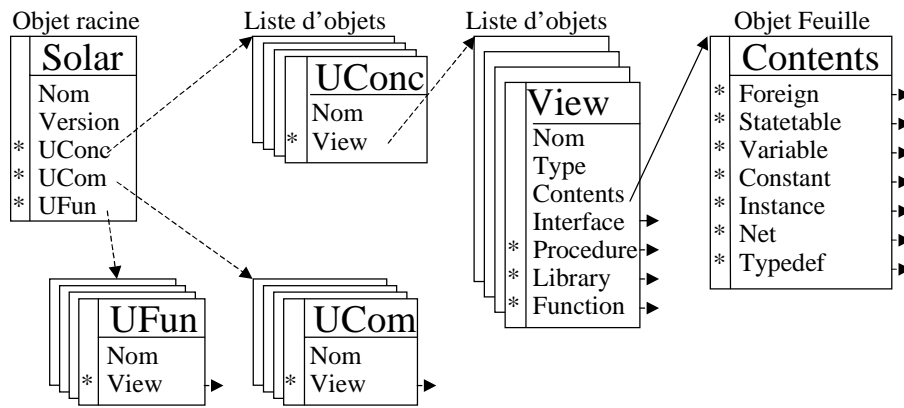 Objet racine
Liste d'objets
Liste d'objets
Objet Feuille
Solar
Nom
Version
* UConc
* UCom
* UFun
UConc
Nom
* View
View
Nom
Type
Contents
Interface
* Procedure
* Library
* Function
Contents
* Foreign
* Statetable
* Variable
* Constant
* Instance
* Net
* Typedef
UFun
Nom
* View
UCom
Nom
* View